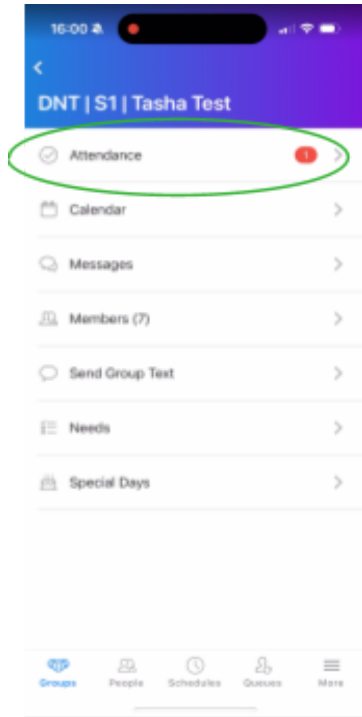 16:00
DNT | S1 | Tasha Test
Attendance 1
Calendar
Messages
Members (7)
Send Group Text
Needs
Special Days
Groups People Schedules Queues More